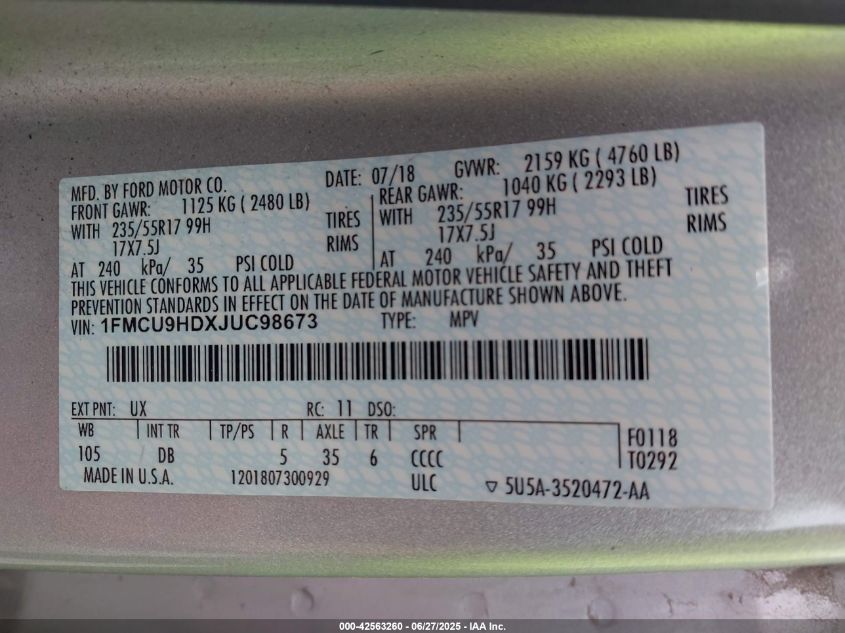 MFD. BY FORD MOTOR CO. DATE: 07/18 GVWR: 2159 KG ( 4760 LB)
FRONT GAWR: 1125 KG ( 2480 LB) REAR GAWR: 1040 KG ( 2293 LB)
WITH 235/55R17 99H TIRES WITH 235/55R17 99H TIRES
17X7.5J RIMS 17X7.5J RIMS
AT 240 kPa/ 35 PSI COLD AT 240 kPa/ 35 PSI COLD
THIS VEHICLE CONFORMS TO ALL APPLICABLE FEDERAL MOTOR VEHICLE SAFETY AND THEFT
PREVENTION STANDARDS IN EFFECT ON THE DATE OF MANUFACTURE SHOWN ABOVE.
VIN: 1FMCU9HDXJUC98673 TYPE: MPV
EXT PNT: UX RC: 11 DSO:
WB INT TR TP/PS R AXLE TR SPR F0118
105 DB 5 35 6 CCCC T0292
MADE IN U.S.A. 1201807300929 ULC ▽ 5U5A-3520472-AA
000-42563260 - 06/27/2025 - IAA Inc.